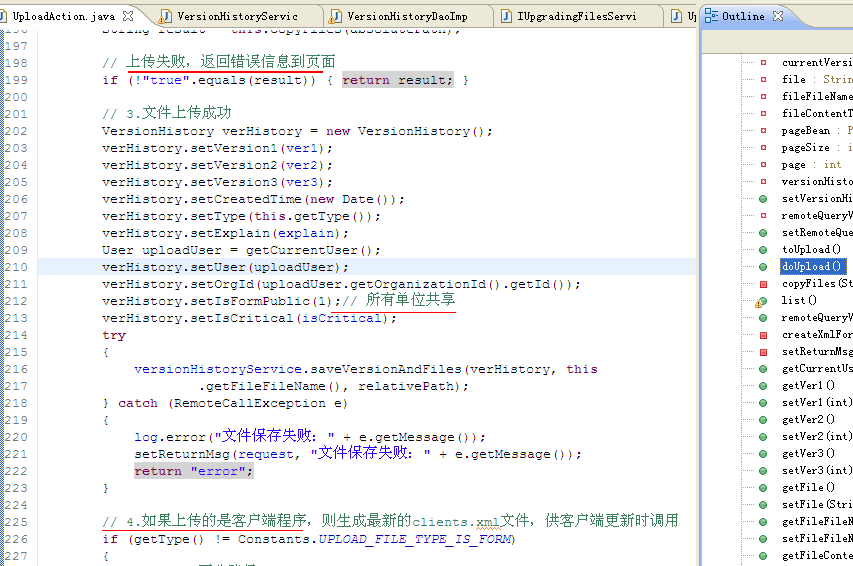 UploadAction.java
VersionHistoryServic
VersionHistoryDaoImp
IUpgradingFilesServi
Up
Outline
196 String result = this.copyFiles(absolutePath);
197
198 // 上传失败，返回错误信息到页面
199 if (!"true".equals(result)) { return result; }
200
201 // 3.文件上传成功
202 VersionHistory verHistory = new VersionHistory();
203 verHistory.setVersion1(ver1);
204 verHistory.setVersion2(ver2);
205 verHistory.setVersion3(ver3);
206 verHistory.setCreatedTime(new Date());
207 verHistory.setType(this.getType());
208 verHistory.setExplain(explain);
209 User uploadUser = getCurrentUser();
210 verHistory.setUser(uploadUser);
211 verHistory.setOrgId(uploadUser.getOrganizationId().getId());
212 verHistory.setIsFormPublic(1);// 所有单位共享
213 verHistory.setIsCritical(isCritical);
214 try
215 {
216 versionHistoryService.saveVersionAndFiles(verHistory, this
217 .getFileFileName(), relativePath);
218 } catch (RemoteCallException e)
219 {
220 log.error("文件保存失败：" + e.getMessage());
221 setReturnMsg(request, "文件保存失败：" + e.getMessage());
222 return "error";
223 }
224
225 // 4.如果上传的是客户端程序，则生成最新的clients.xml文件，供客户端更新时调用
226 if (getType() != Constants.UPLOAD_FILE_TYPE_IS_FORM)
227 {
currentVersi
file : Strin
fileFileName
fileContentT
pageBean : P
pageSize : i
page : int
versionHisto
setVersionHi
remoteQueryV
setRemoteQue
toUpload()
doUpload()
copyFiles(St
list()
remoteQueryV
createXmlFor
setReturnMsg
getCurrentUs
getVer1()
setVer1(int)
getVer2()
setVer2(int)
getVer3()
setVer3(int)
getFile()
setFile(Stri
getFileFileN
setFileFileN
getFileConte